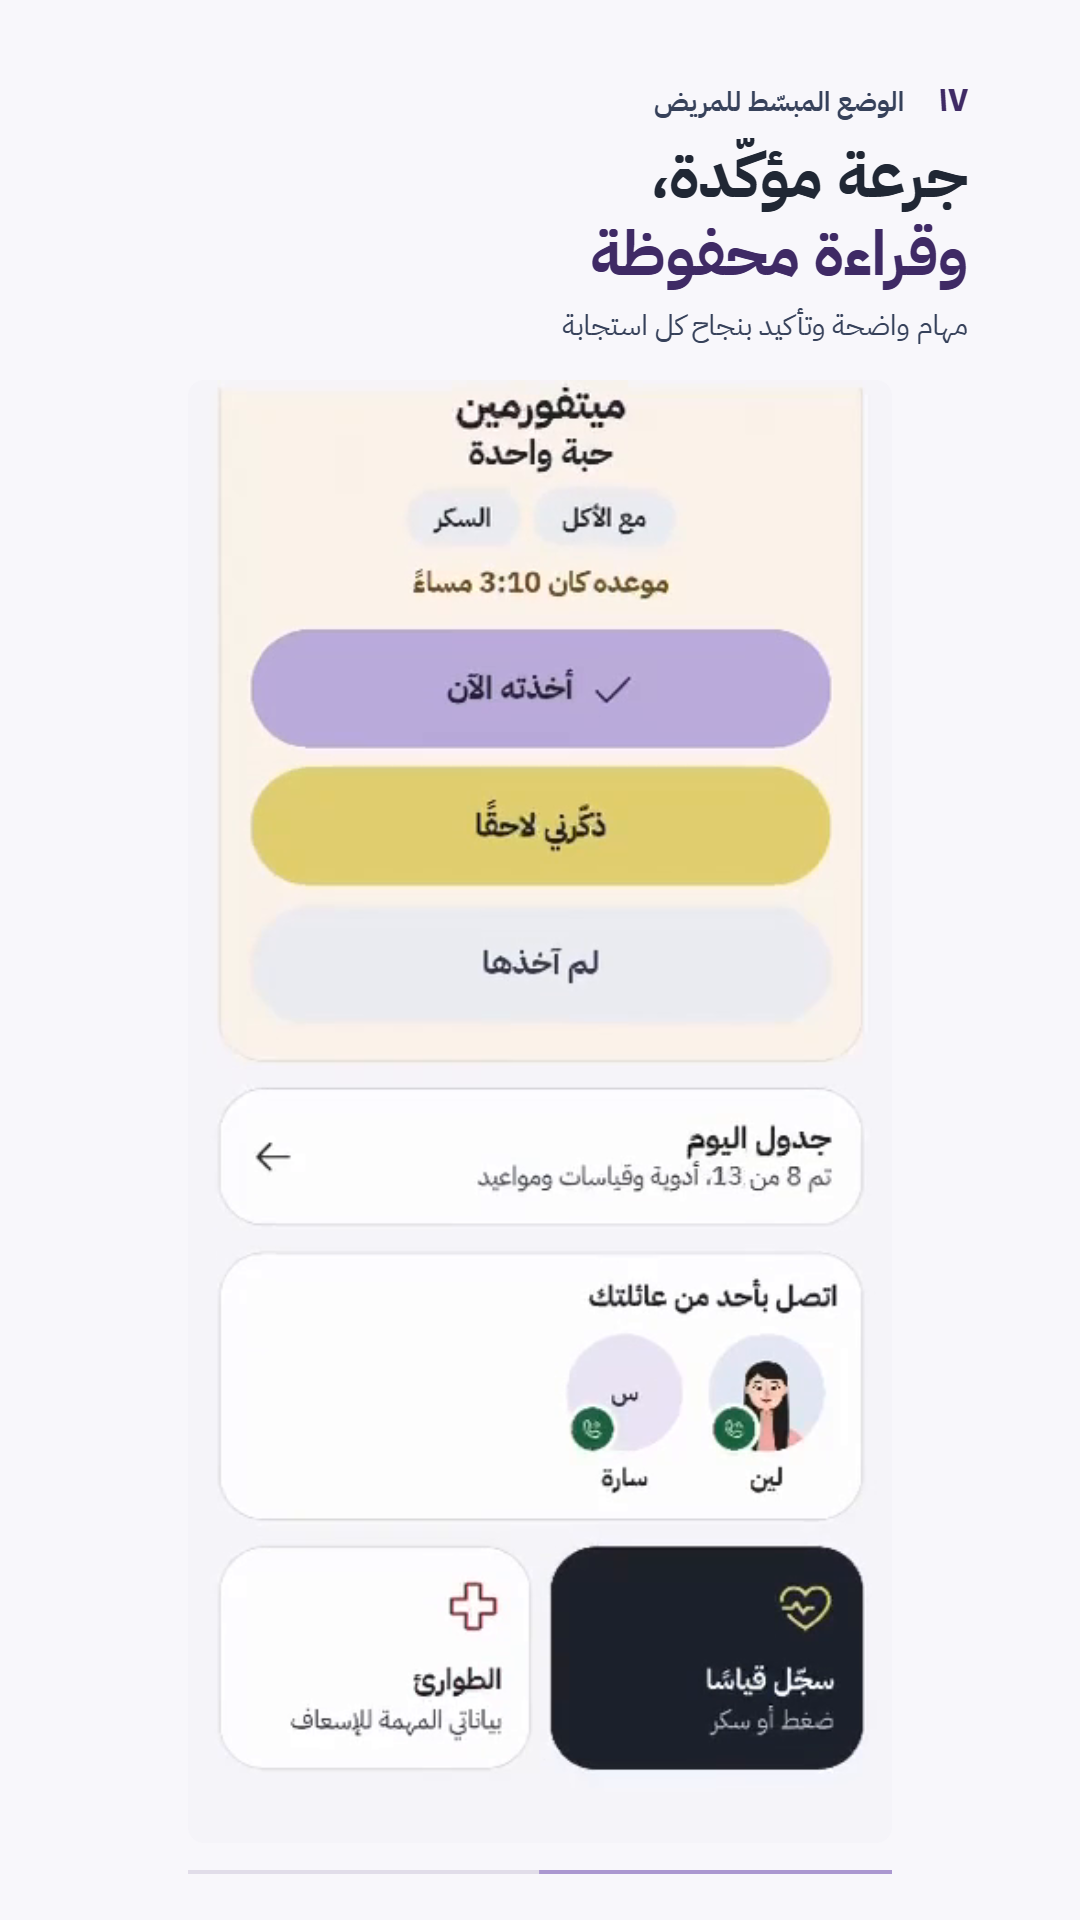 ١٧ الوضع المبسّط للمريض
جرعة مؤكّدة،
وقراءة محفوظة
مهام واضحة وتأكيد بنجاح كل استجابة
ميتفورمين
حبة واحدة
مع الأكل
السكر
موعده كان 3:10 مساءً
أخذته الآن
ذكّرني لاحقًا
لم آخذها
جدول اليوم
تم 8 من 13، أدوية وقياسات ومواعيد
اتصل بأحد من عائلتك
س
لين
سارة
سجّل قياسًا
ضغط أو سكر
الطوارئ
بياناتي المهمة للإسعاف